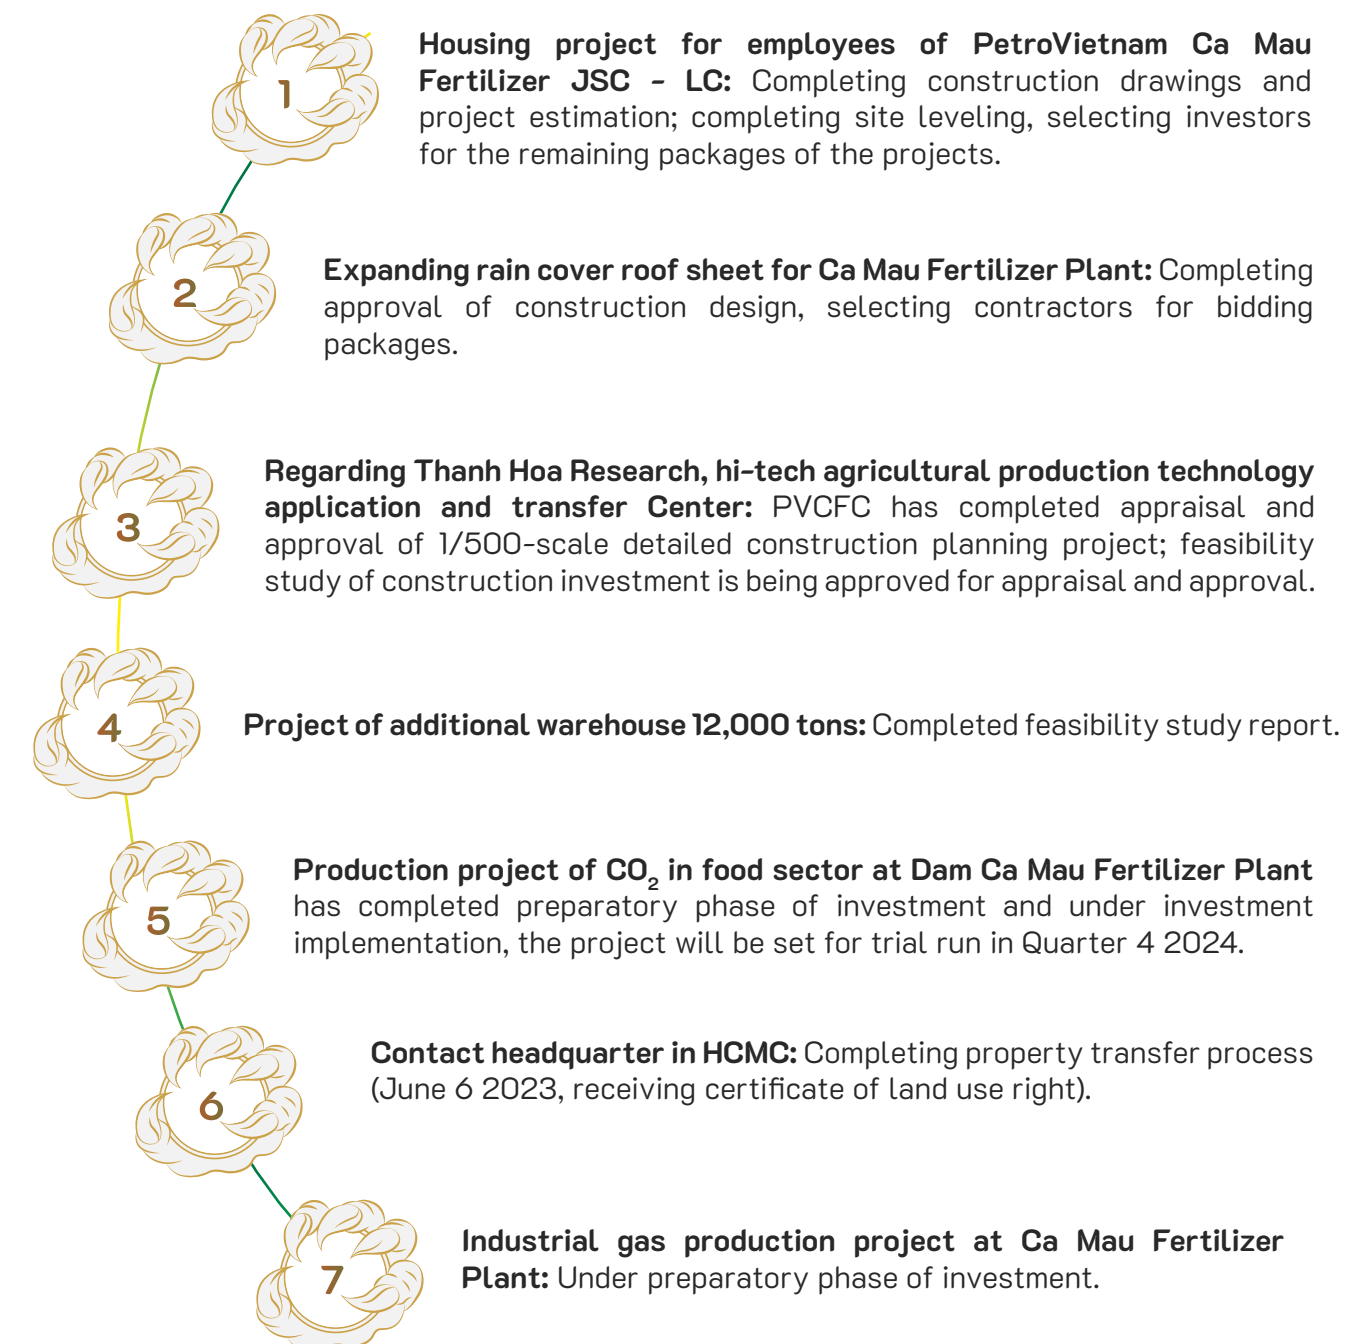 1
Housing project for employees of PetroVietnam Ca Mau
Fertilizer JSC - LC: Completing construction drawings and
project estimation; completing site leveling, selecting investors
for the remaining packages of the projects.
2
Expanding rain cover roof sheet for Ca Mau Fertilizer Plant: Completing
approval of construction design, selecting contractors for bidding
packages.
3
Regarding Thanh Hoa Research, hi-tech agricultural production technology
application and transfer Center: PVCFC has completed appraisal and
approval of 1/500-scale detailed construction planning project; feasibility
study of construction investment is being approved for appraisal and approval.
4
Project of additional warehouse 12,000 tons: Completed feasibility study report.
5
Production project of CO₂ in food sector at Dam Ca Mau Fertilizer Plant
has completed preparatory phase of investment and under investment
implementation, the project will be set for trial run in Quarter 4 2024.
6
Contact headquarter in HCMC: Completing property transfer process
(June 6 2023, receiving certificate of land use right).
7
Industrial gas production project at Ca Mau Fertilizer
Plant: Under preparatory phase of investment.